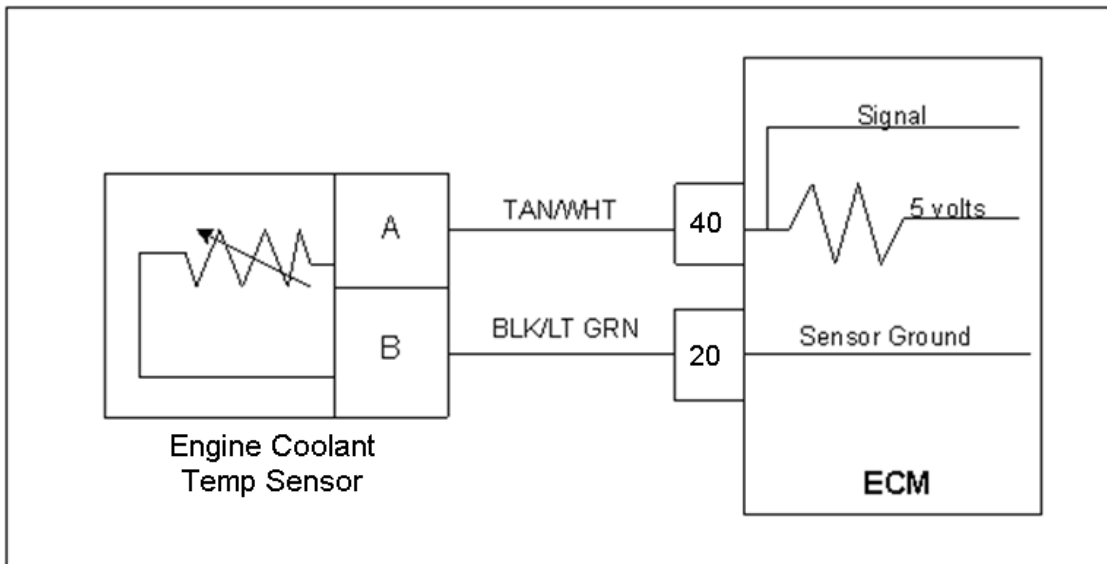 Signal
A
TAN/WHT
40
5 volts
B
BLK/LT GRN
20
Sensor Ground
Engine Coolant
Temp Sensor
ECM